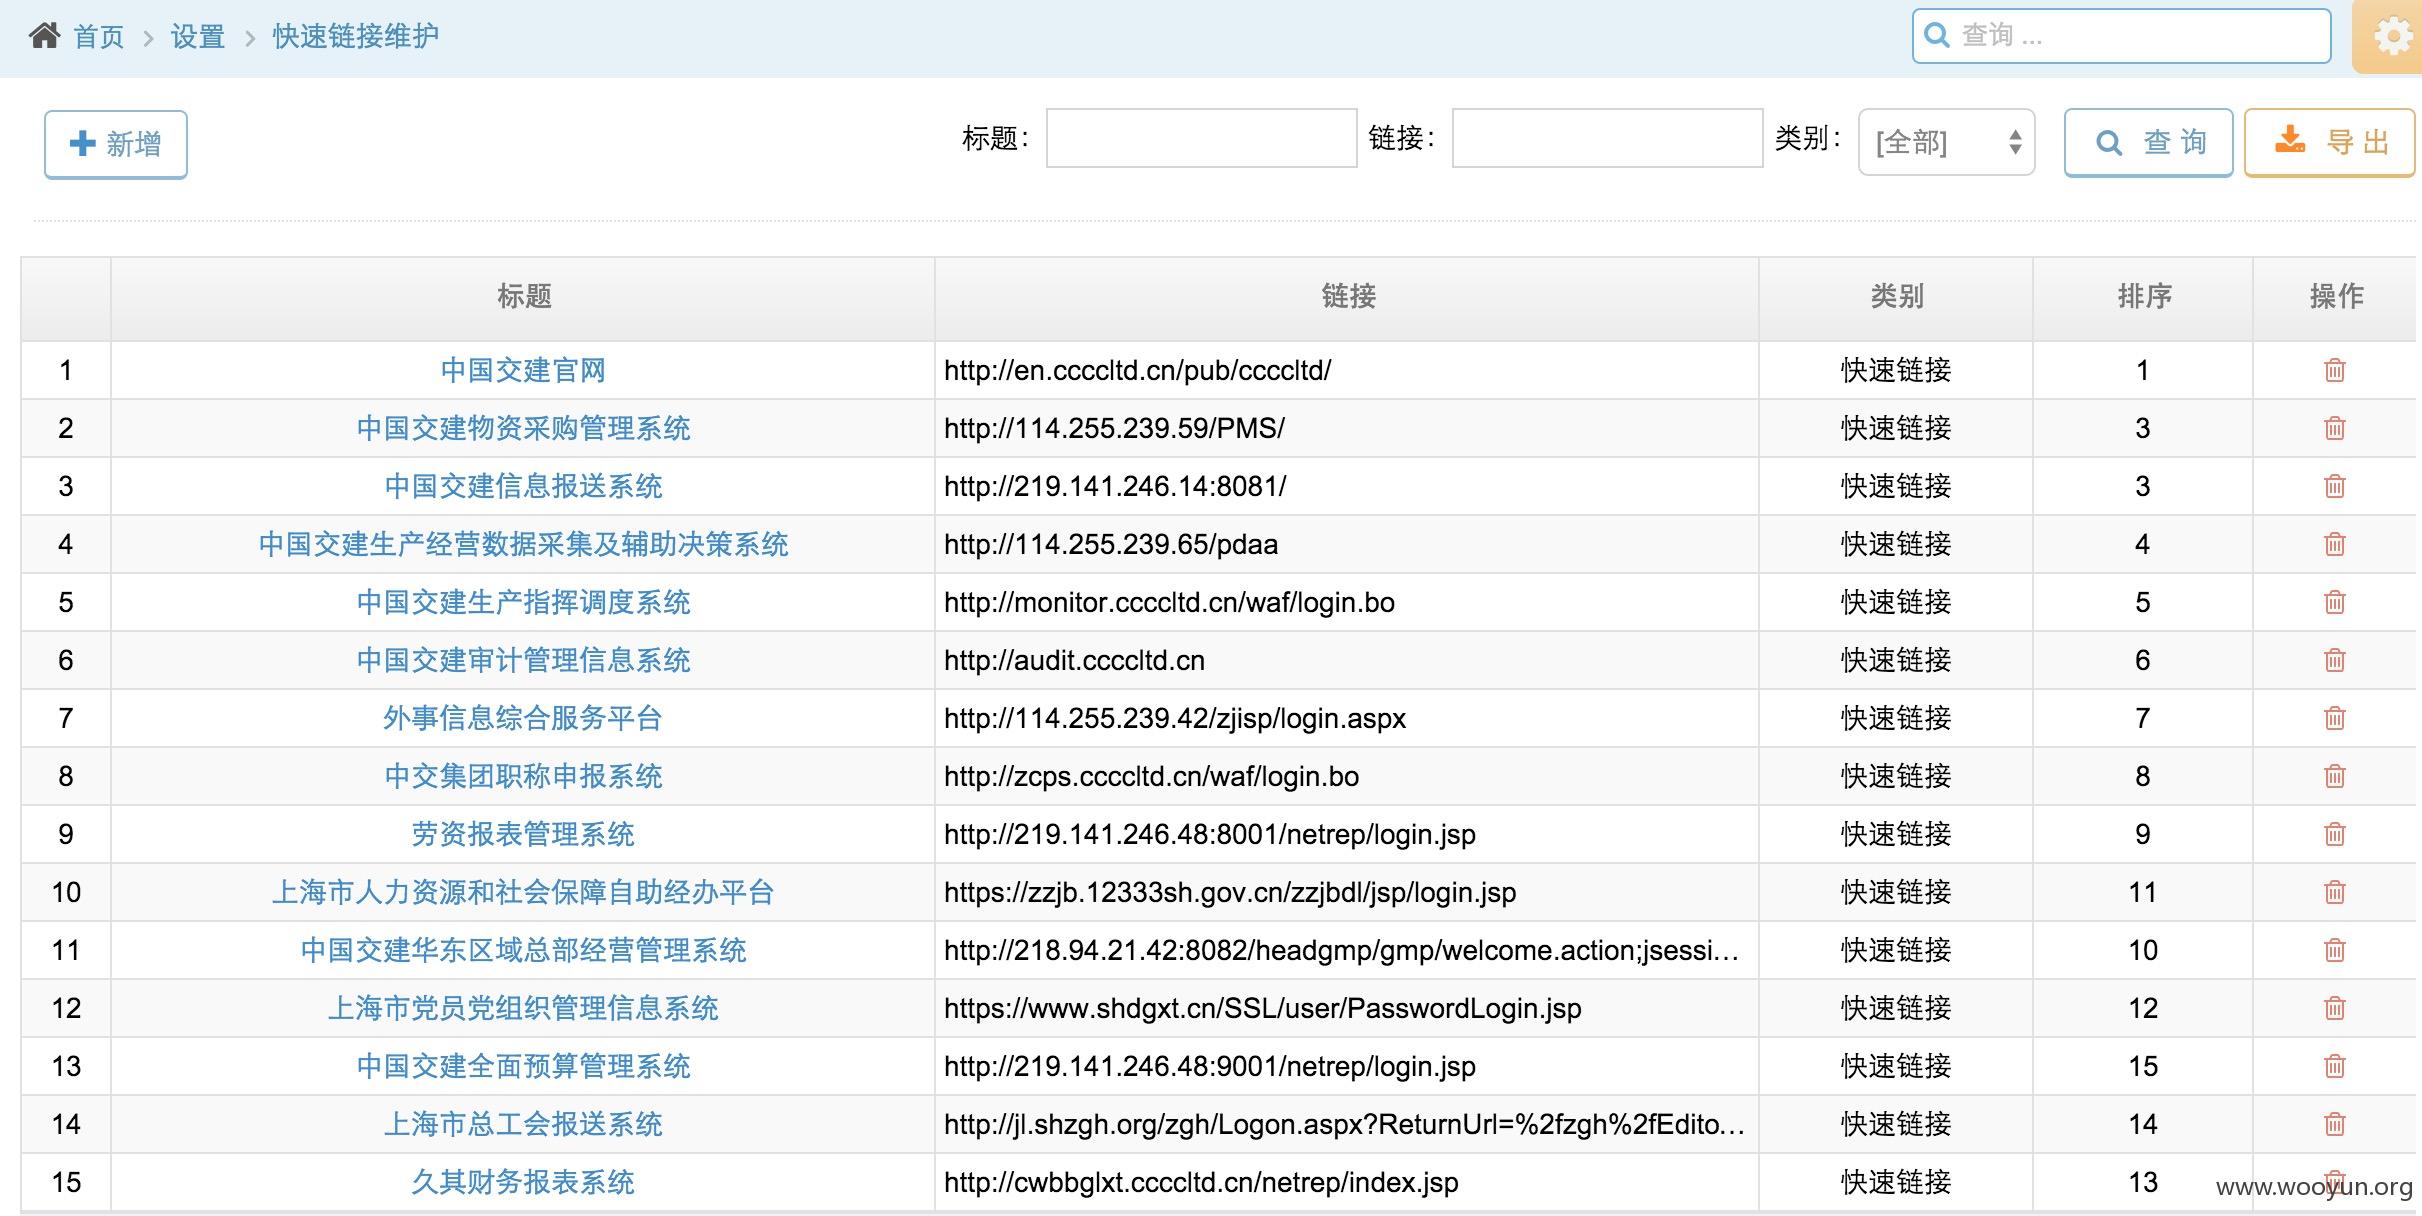 首页 > 设置 > 快速链接维护 查询 ...
新增 标题： 链接： 类别： [全部] 查 询 导 出
标题 链接 类别 排序 操作
1 中国交建官网 http://en.ccccltd.cn/pub/ccccltd/ 快速链接 1
2 中国交建物资采购管理系统 http://114.255.239.59/PMS/ 快速链接 3
3 中国交建信息报送系统 http://219.141.246.14:8081/ 快速链接 3
4 中国交建生产经营数据采集及辅助决策系统 http://114.255.239.65/pdaa 快速链接 4
5 中国交建生产指挥调度系统 http://monitor.ccccltd.cn/waf/login.bo 快速链接 5
6 中国交建审计管理信息系统 http://audit.ccccltd.cn 快速链接 6
7 外事信息综合服务平台 http://114.255.239.42/zjisp/login.aspx 快速链接 7
8 中交集团职称申报系统 http://zcps.ccccltd.cn/waf/login.bo 快速链接 8
9 劳资报表管理系统 http://219.141.246.48:8001/netrep/login.jsp 快速链接 9
10 上海市人力资源和社会保障自助经办平台 https://zzjb.12333sh.gov.cn/zzjbdl/jsp/login.jsp 快速链接 11
11 中国交建华东区域总部经营管理系统 http://218.94.21.42:8082/headgmp/gmp/welcome.action;jsessi... 快速链接 10
12 上海市党员党组织管理信息系统 https://www.shdgxt.cn/SSL/user/PasswordLogin.jsp 快速链接 12
13 中国交建全面预算管理系统 http://219.141.246.48:9001/netrep/login.jsp 快速链接 15
14 上海市总工会报送系统 http://jl.shzgh.org/zgh/Logon.aspx?ReturnUrl=%2fzgh%2fEdito... 快速链接 14
15 久其财务报表系统 http://cwbbglxt.ccccltd.cn/netrep/index.jsp 快速链接 13
www.wooyun.org